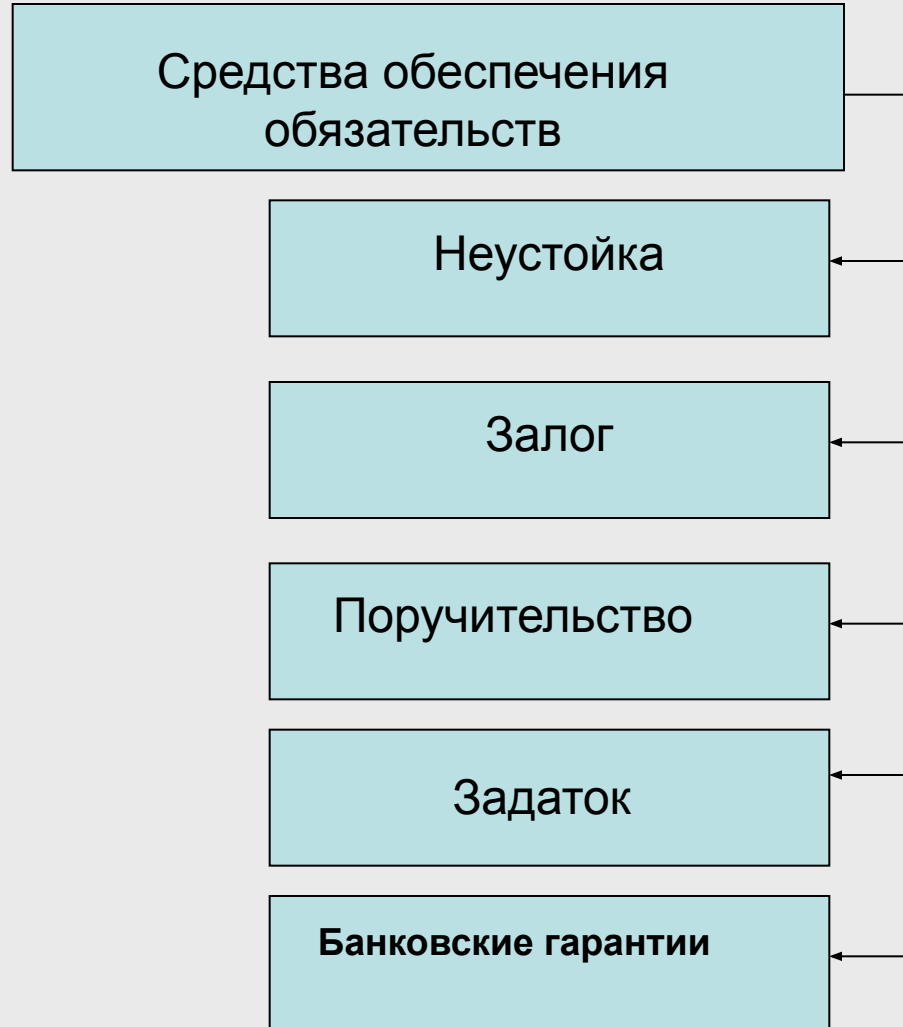 Средства обеспечения
обязательств
Неустойка
Залог
Поручительство
Задаток
Банковские гарантии